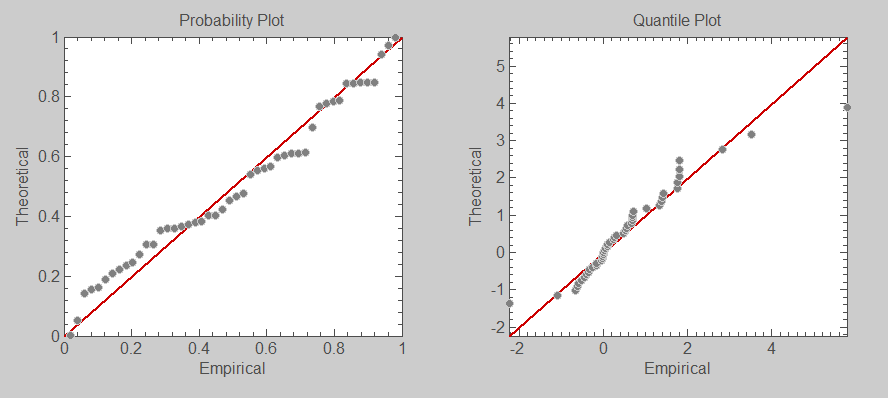 Probability Plot
Quantile Plot
1
0.8
0.6
0.4
0.2
0
Theoretical
0 0.2 0.4 0.6 0.8 1
Empirical
5
4
3
2
1
0
-1
-2
Theoretical
-2 0 2 4
Empirical